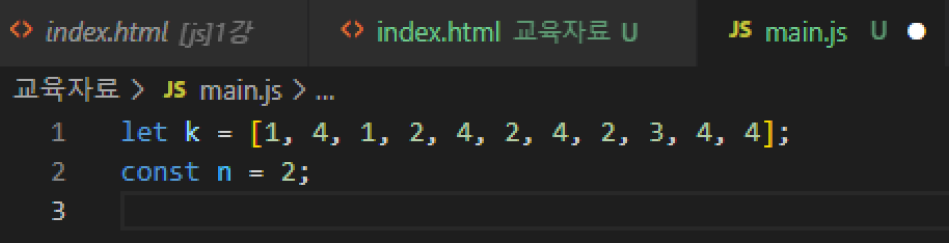 index.html [js]1강 index.html 교육자료 U JS main.js U
교육자료 > JS main.js > ...
1 let k = [1, 4, 1, 2, 4, 2, 4, 2, 3, 4, 4];
2 const n = 2;
3